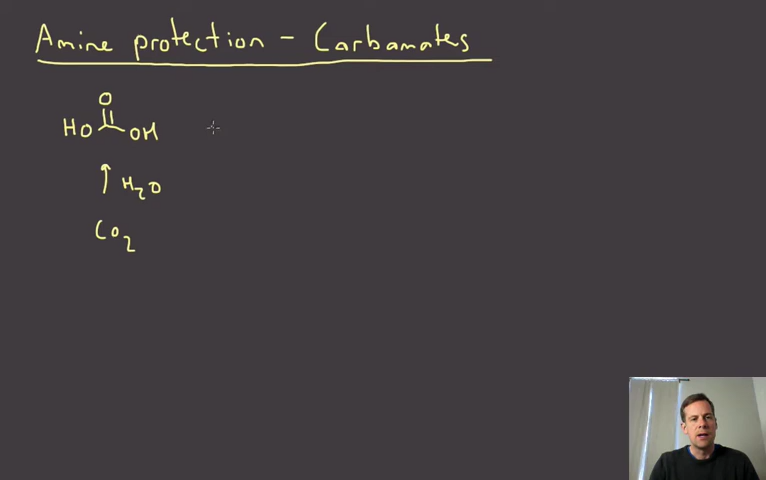 Amine protection - Carbamates
O
HO OH
H2O
CO2